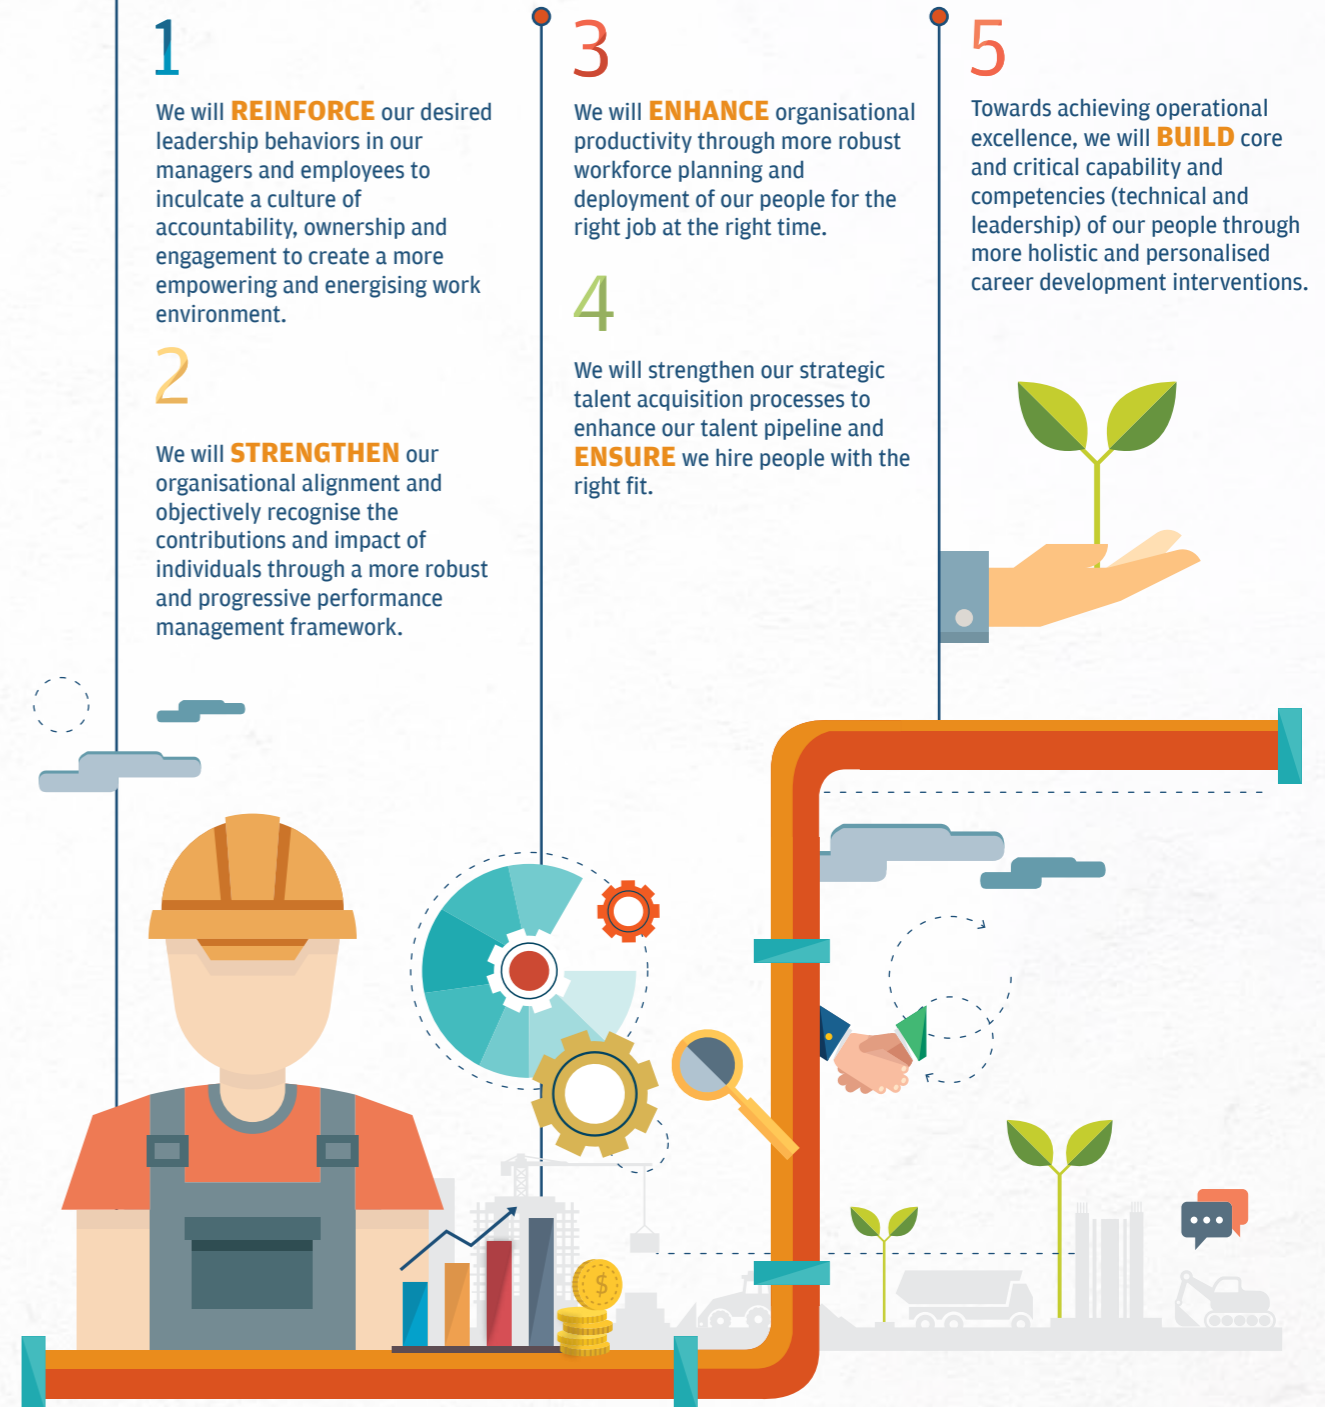 1
We will REINFORCE our desired
leadership behaviors in our
managers and employees to
inculcate a culture of
accountability, ownership and
engagement to create a more
empowering and energising work
environment.
2
We will STRENGTHEN our
organisational alignment and
objectively recognise the
contributions and impact of
individuals through a more robust
and progressive performance
management framework.
3
We will ENHANCE organisational
productivity through more robust
workforce planning and
deployment of our people for the
right job at the right time.
4
We will strengthen our strategic
talent acquisition processes to
enhance our talent pipeline and
ENSURE we hire people with the
right fit.
5
Towards achieving operational
excellence, we will BUILD core
and critical capability and
competencies (technical and
leadership) of our people through
more holistic and personalised
career development interventions.
$